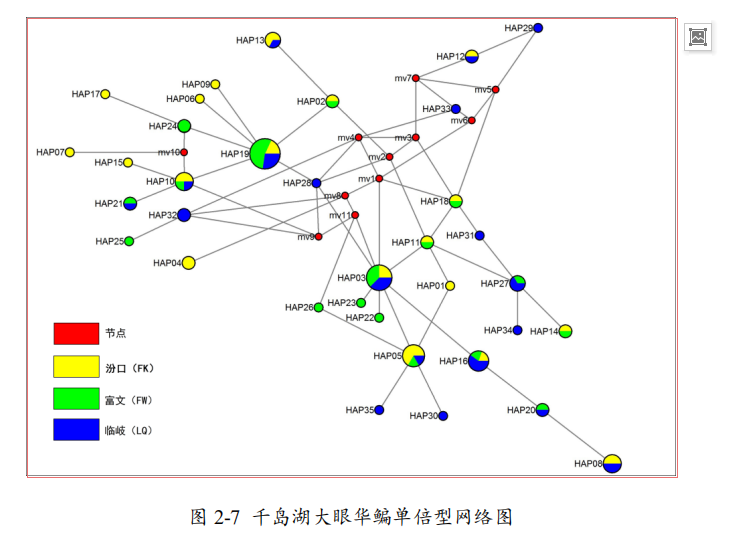 HAP29
HAP13
HAP12
mv7
HAP09
mv5
HAP17
HAP06
HAP02
HAP33
mv6
HAP24
mv4
mv3
HAP07
mv10
HAP19
mv2
HAP15
HAP10
HAP28
mv1
mv8
HAP21
HAP18
HAP32
mv11
HAP25
mv9
HAP31
HAP11
HAP04
HAP03
HAP01
HAP27
HAP26
HAP23
HAP22
HAP34
HAP14
节点
HAP05
HAP16
汾口（FK）
富文（FW）
HAP35
HAP30
HAP20
临岐（LQ）
HAP08
图 2-7 千岛湖大眼华鳊单倍型网络图